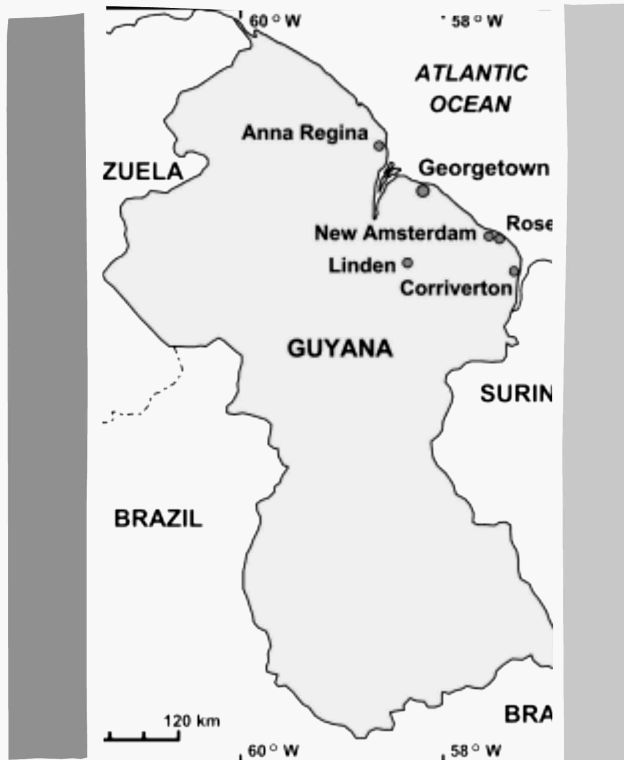 60 ° W
58 ° W
ATLANTIC
OCEAN
Anna Regina
ZUELA
Georgetown
New Amsterdam
Rose
Linden
Corriverton
GUYANA
SURIN
BRAZIL
BRA
120 km
60 ° W
58 ° W